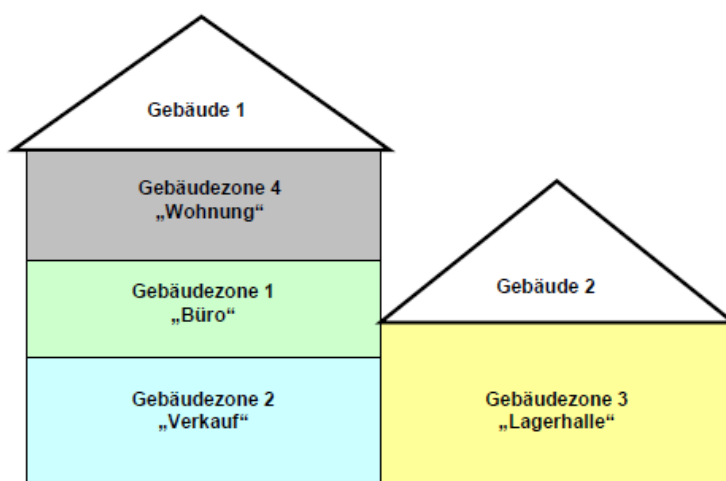 Gebäude 1
Gebäudezone 4
„Wohnung“
Gebäudezone 1
„Büro“
Gebäude 2
Gebäudezone 2
„Verkauf“
Gebäudezone 3
„Lagerhalle“